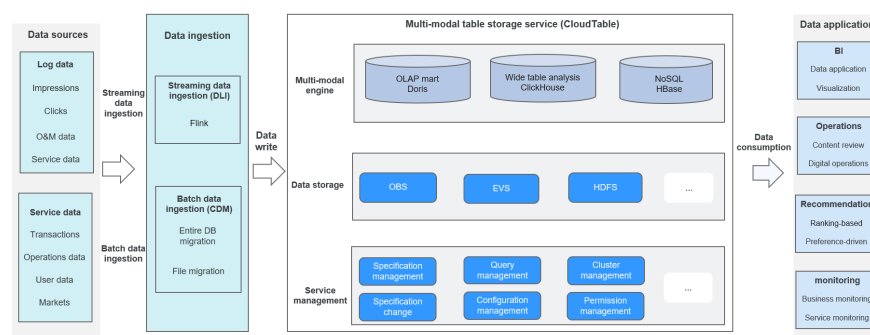 Data sources
Log data
Impressions
Clicks
O&M data
Service data
Service data
Transactions
Operations data
User data
Markets
Streaming
data
ingestion
Batch data
ingestion
Data ingestion
Streaming data
ingestion (DLI)
Flink
Batch data
ingestion (CDM)
Entire DB
migration
File migration
Data
write
Multi-modal table storage service (CloudTable)
Multi-modal
engine
OLAP mart
Doris
Wide table analysis
ClickHouse
NoSQL
HBase
Data storage
OBS
EVS
HDFS
...
Service
management
Specification
management
Query
management
Cluster
management
Specification
change
Configuration
management
Permission
management
...
Data
consumption
Data application
BI
Data application
Visualization
Operations
Content review
Digital operations
Recommendation
Ranking-based
Preference-driven
monitoring
Business monitoring
Service monitoring